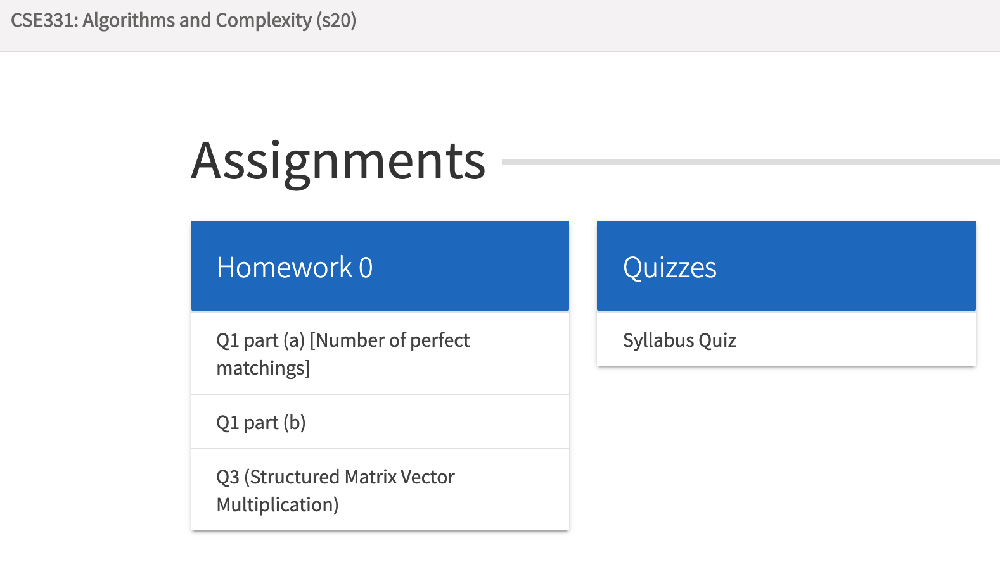 CSE331: Algorithms and Complexity (s20)
Assignments
Homework 0
Q1 part (a) [Number of perfect
matchings]
Q1 part (b)
Q3 (Structured Matrix Vector
Multiplication)
Quizzes
Syllabus Quiz